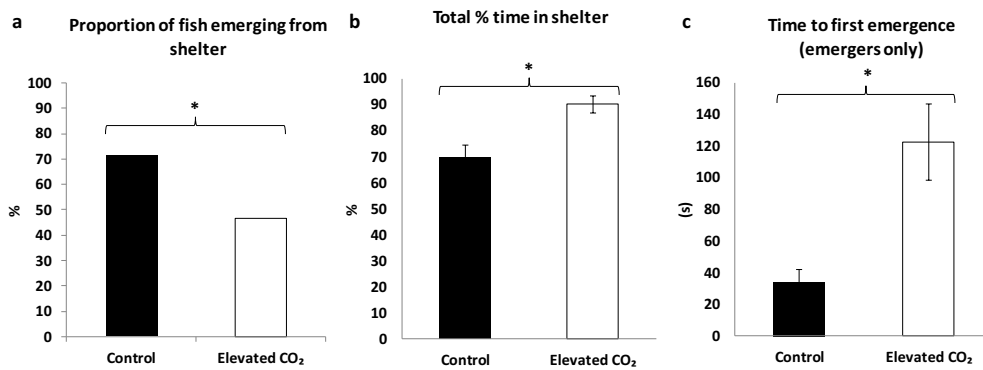 a
Proportion of fish emerging from
shelter
*
100
90
80
70
60
50
40
30
20
10
0
%
Control
Elevated CO₂
b
Total % time in shelter
*
100
90
80
70
60
50
40
30
20
10
0
%
Control
Elevated CO₂
c
Time to first emergence
(emergers only)
*
160
140
120
100
80
60
40
20
0
(s)
Control
Elevated CO₂